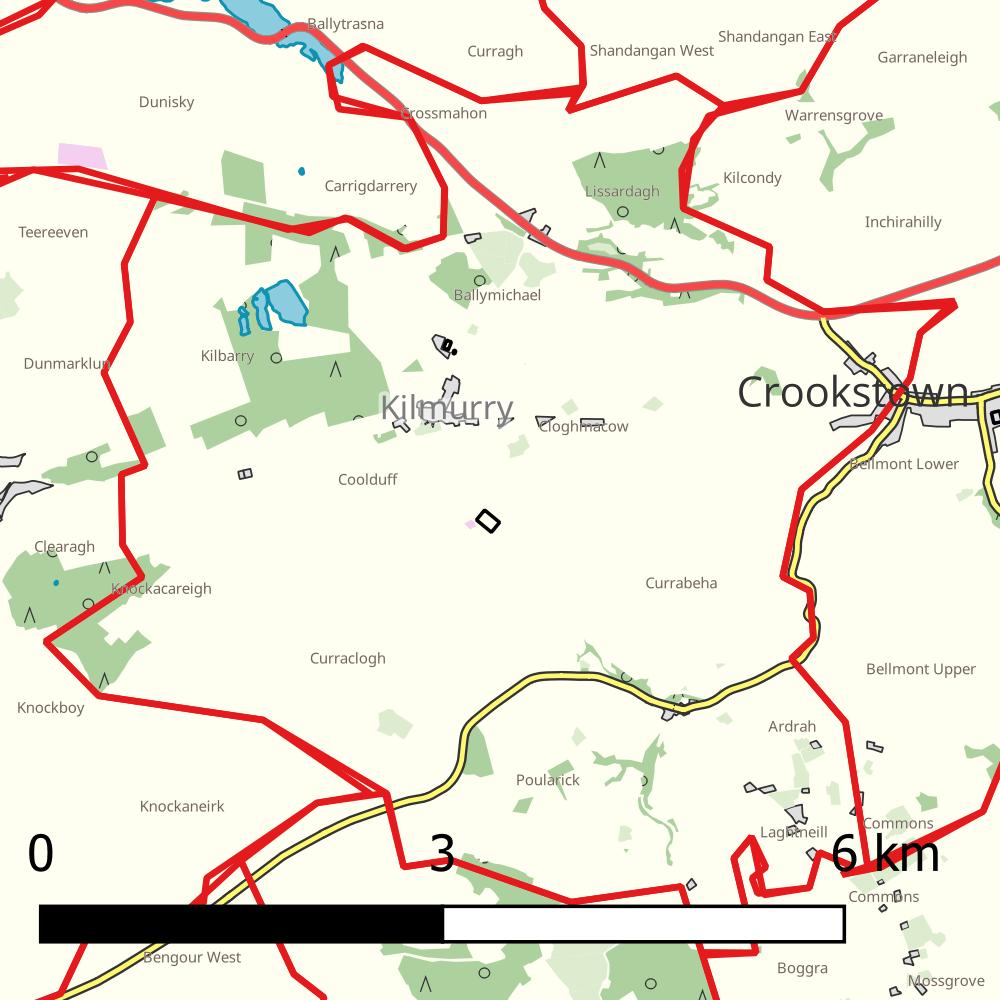 Ballytrasna
Curragh
Shandangan West
Shandangan East
Garraneleigh
Dunisky
Crossmahon
Warrensgrove
Carrigdarrery
Lissardagh
Kilcondy
Teereeven
Inchirahilly
Ballymichael
Dunmarklun
Kilbarry
Kilmurry
Crookstown
Cloghmacow
Bellmont Lower
Coolduff
Clearagh
Knockacareigh
Currabeha
Curraclogh
Bellmont Upper
Knockboy
Ardrah
Poularick
Knockaneirk
Laghtneill
Commons
0 3 6 km
Commons
Bengour West
Boggra
Mossgrove